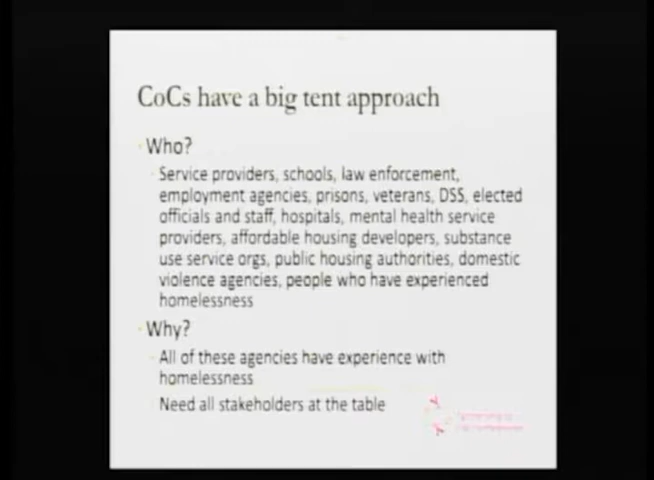 CoCs have a big tent approach
Who?
Service providers, schools, law enforcement,
employment agencies, prisons, veterans, DSS, elected
officials and staff, hospitals, mental health service
providers, affordable housing developers, substance
use service orgs, public housing authorities, domestic
violence agencies, people who have experienced
homelessness
Why?
All of these agencies have experience with
homelessness
Need all stakeholders at the table